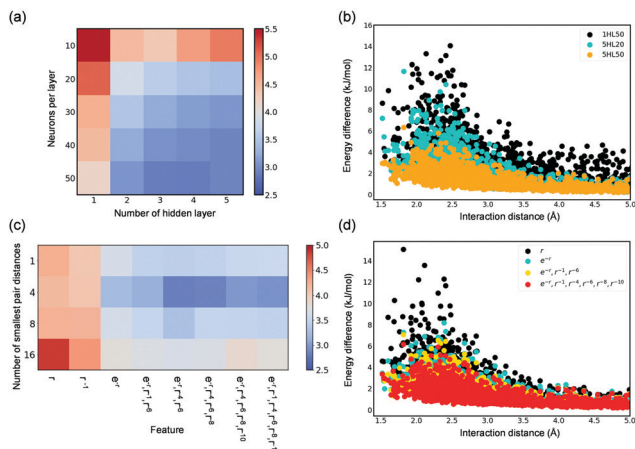 (a)
Neurons per layer
10
20
30
40
50
1 2 3 4 5
Number of hidden layer
5.5
5.0
4.5
4.0
3.5
3.0
2.5
(b)
Energy difference (kJ/mol)
16
14
12
10
8
6
4
2
0
1HL50
5HL20
5HL50
1.5 2.0 2.5 3.0 3.5 4.0 4.5 5.0
Interaction distance (Å)
(c)
Number of smallest pair distances
1
4
8
16
r
r⁻¹
Feature
5.0
4.5
4.0
3.5
3.0
2.5
(d)
Energy difference (kJ/mol)
16
14
12
10
8
6
4
2
0
r
e⁻ʳ
e⁻ʳ, r⁻¹, r⁻⁶
e⁻ʳ, r⁻¹, r⁻⁴, r⁻⁶, r⁻⁸, r⁻¹⁰
1.5 2.0 2.5 3.0 3.5 4.0 4.5 5.0
Interaction distance (Å)